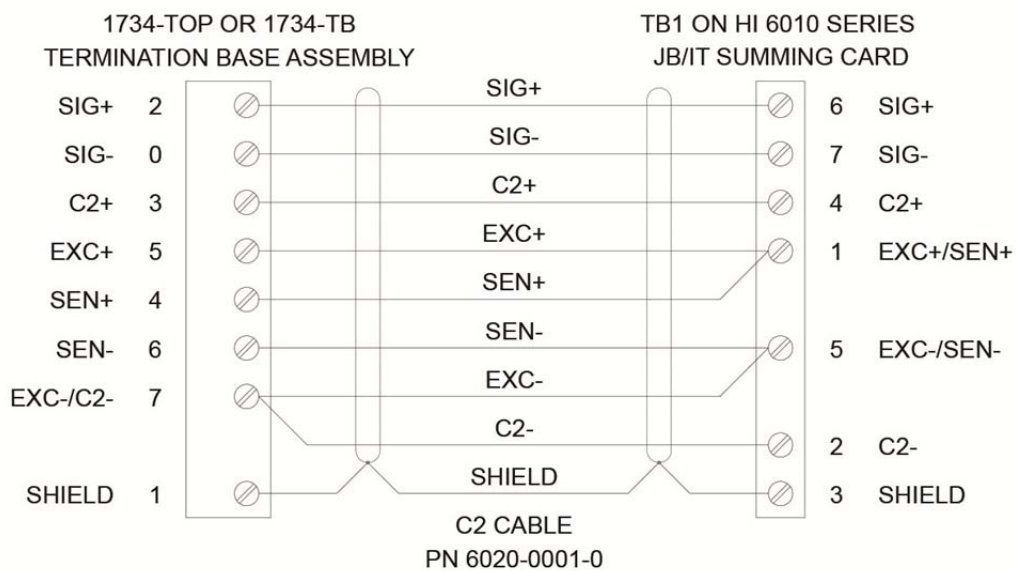 1734-TOP OR 1734-TB
TERMINATION BASE ASSEMBLY
TB1 ON HI 6010 SERIES
JB/IT SUMMING CARD
SIG+ 2 SIG+ 6 SIG+
SIG- 0 SIG- 7 SIG-
C2+ 3 C2+ 4 C2+
EXC+ 5 EXC+ 1 EXC+/SEN+
SEN+ 4 SEN+
SEN- 6 SEN- 5 EXC-/SEN-
EXC-/C2- 7 EXC-
C2- 2 C2-
SHIELD 1 SHIELD 3 SHIELD
C2 CABLE
PN 6020-0001-0